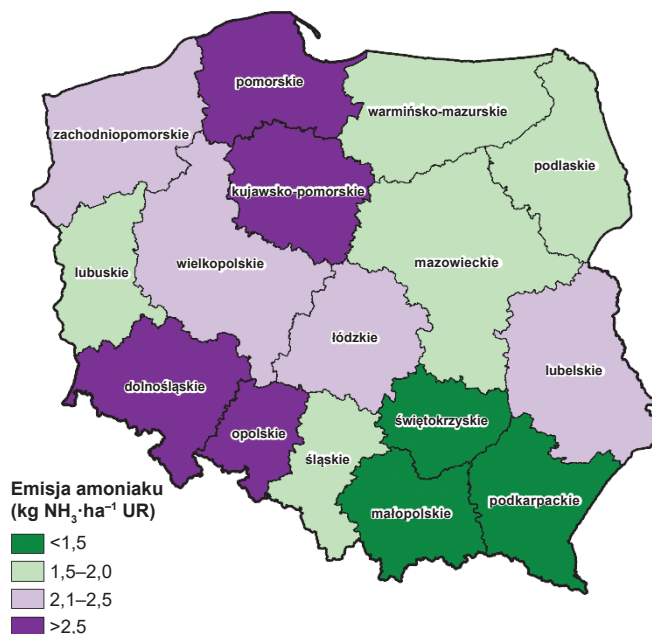 pomorskie
warmińsko-mazurskie
zachodniopomorskie
podlaskie
kujawsko-pomorskie
wielkopolskie
mazowieckie
lubuskie
łódzkie
lubelskie
dolnośląskie
świętokrzyskie
opolskie
śląskie
podkarpackie
małopolskie
Emisja amoniaku
(kg NH₃·ha⁻¹ UR)
<1,5
1,5–2,0
2,1–2,5
>2,5